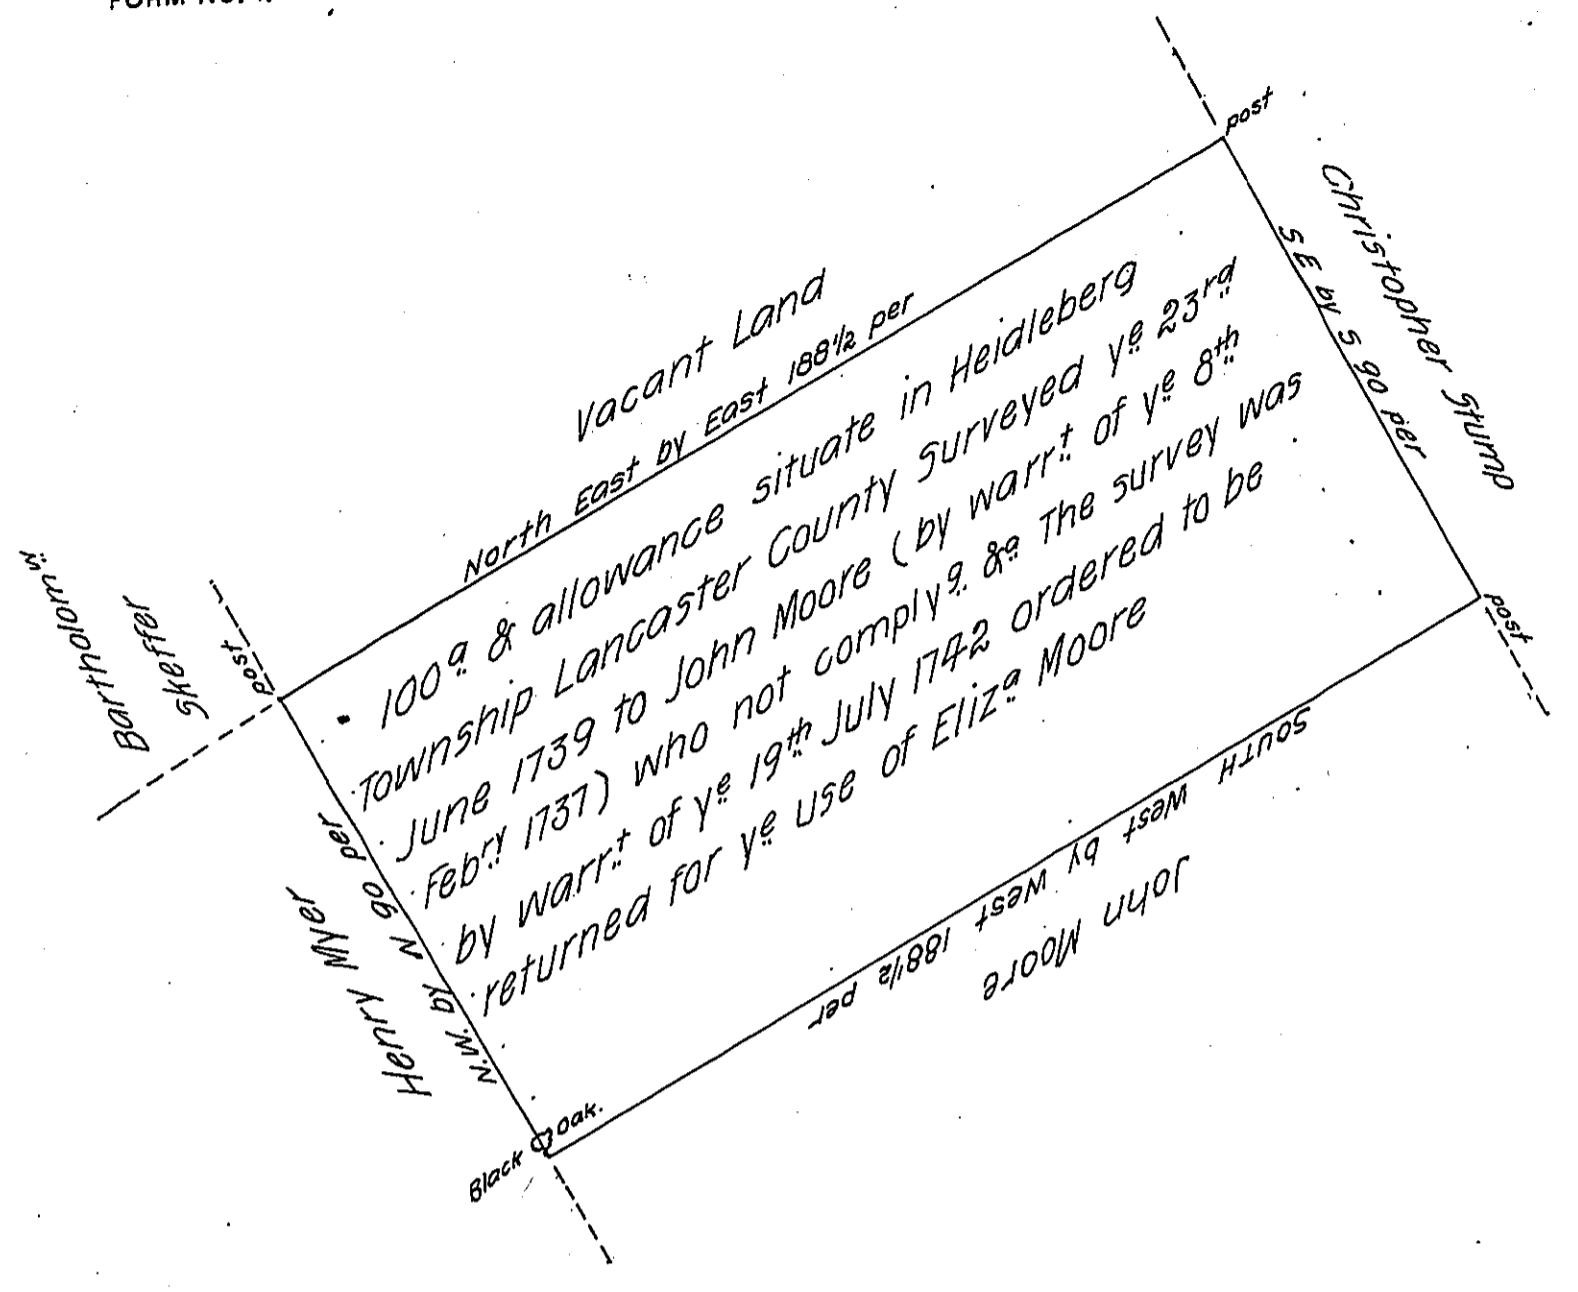 Vacant Land
North East by East 188½ per
post
Christopher Stump
S E by S 90 per
post
100ª & allowance situate in Heidleberg
Township Lancaster County Surveyed yᵉ 23ʳᵈ
June 1739 to John Moore (by warrᵗ of yᵉ 8ᵗʰ
Febʳʸ 1737) who not complyᵍ &ª The survey was
by warrᵗ of yᵉ 19ᵗʰ July 1742 ordered to be
returned for yᵉ use of Elizª Moore
SOUTH West by West 188½ per
John Moore
Bartholomʷ
Skeffer
post
Henry Myer
N.W. by N 90 per
Black Oak.